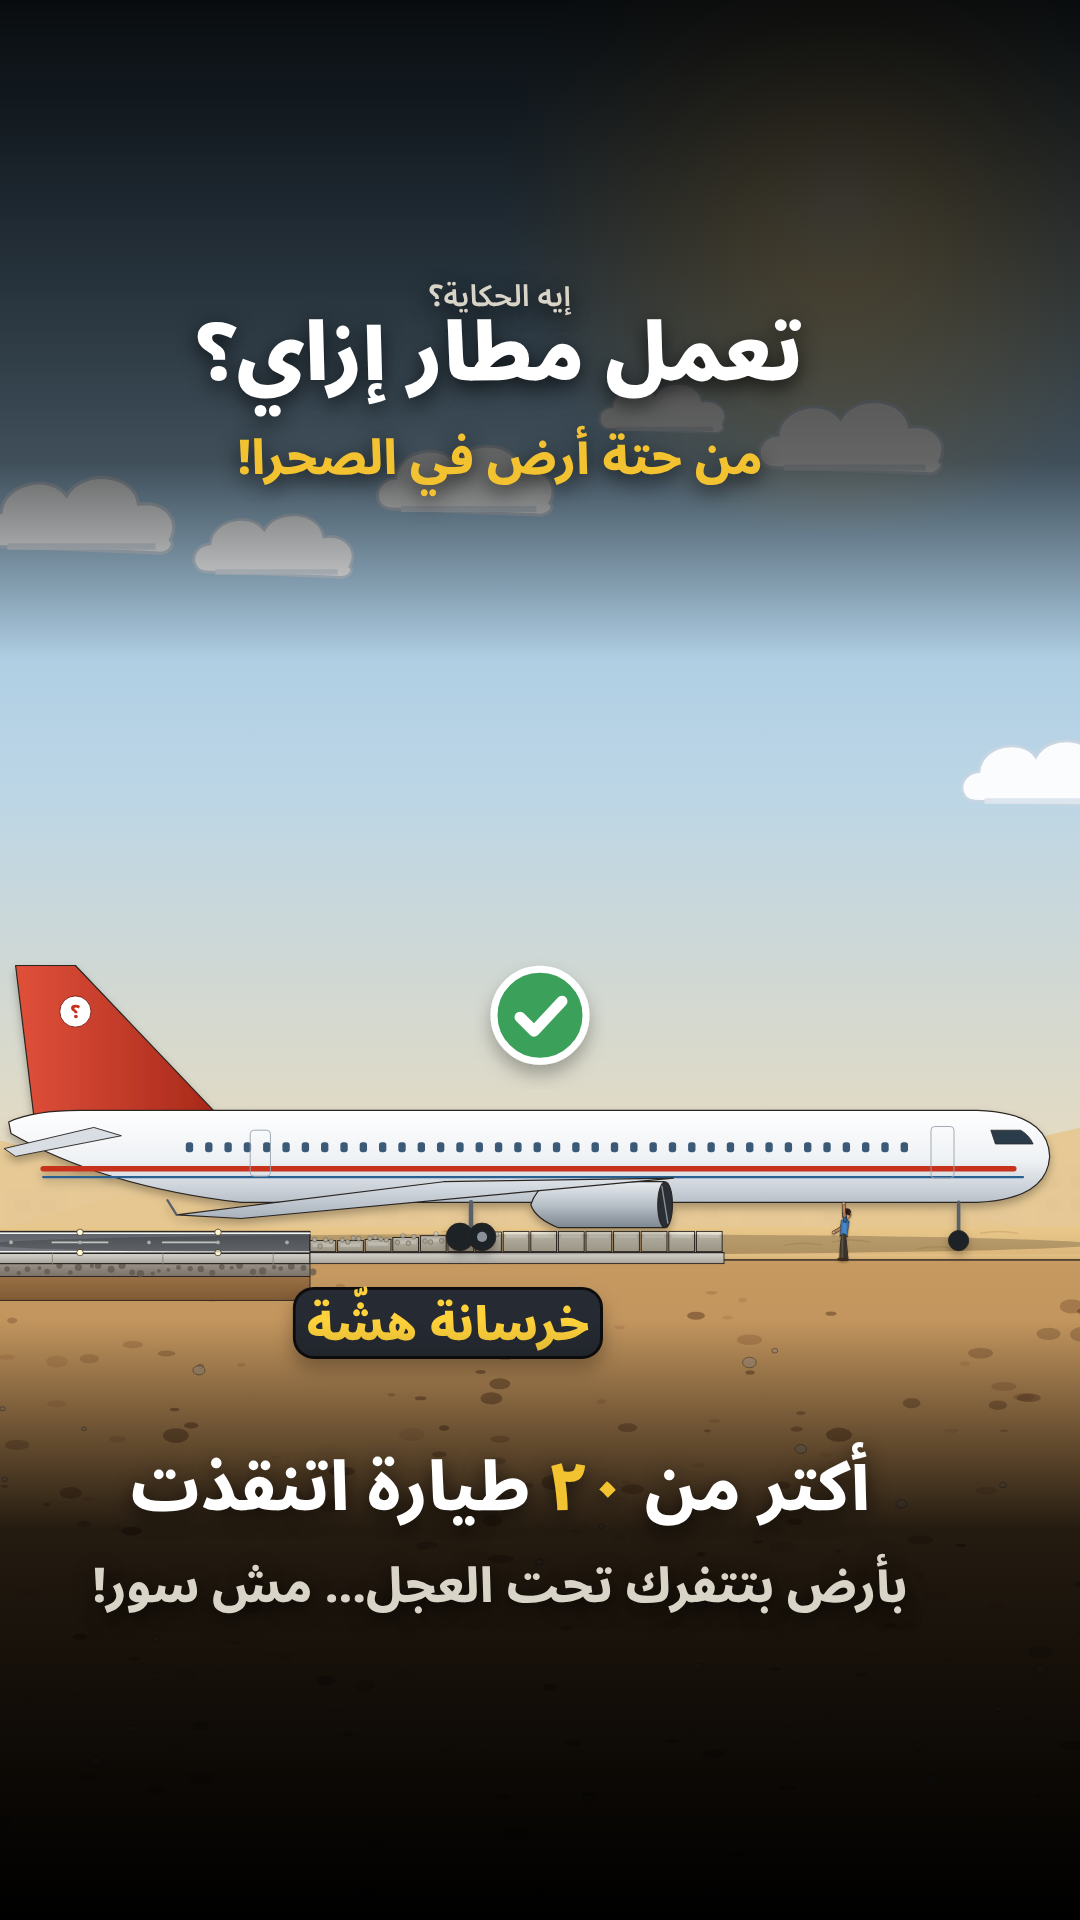 إيه الحكاية؟
تعمل مطار إزاي؟
من حتة أرض في الصحرا!
؟
خرسانة هشّة
أكتر من ٢٠ طيارة اتنقذت
بأرض بتتفرك تحت العجل... مش سور!